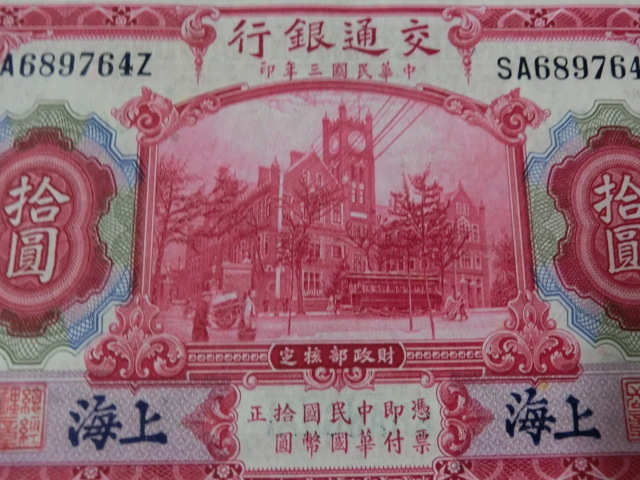 交通銀行
A689764Z
中華民國三年印
SA689764
拾圓
拾圓
財政部核定
上海
憑票即付中華民國國幣拾圓正
上海